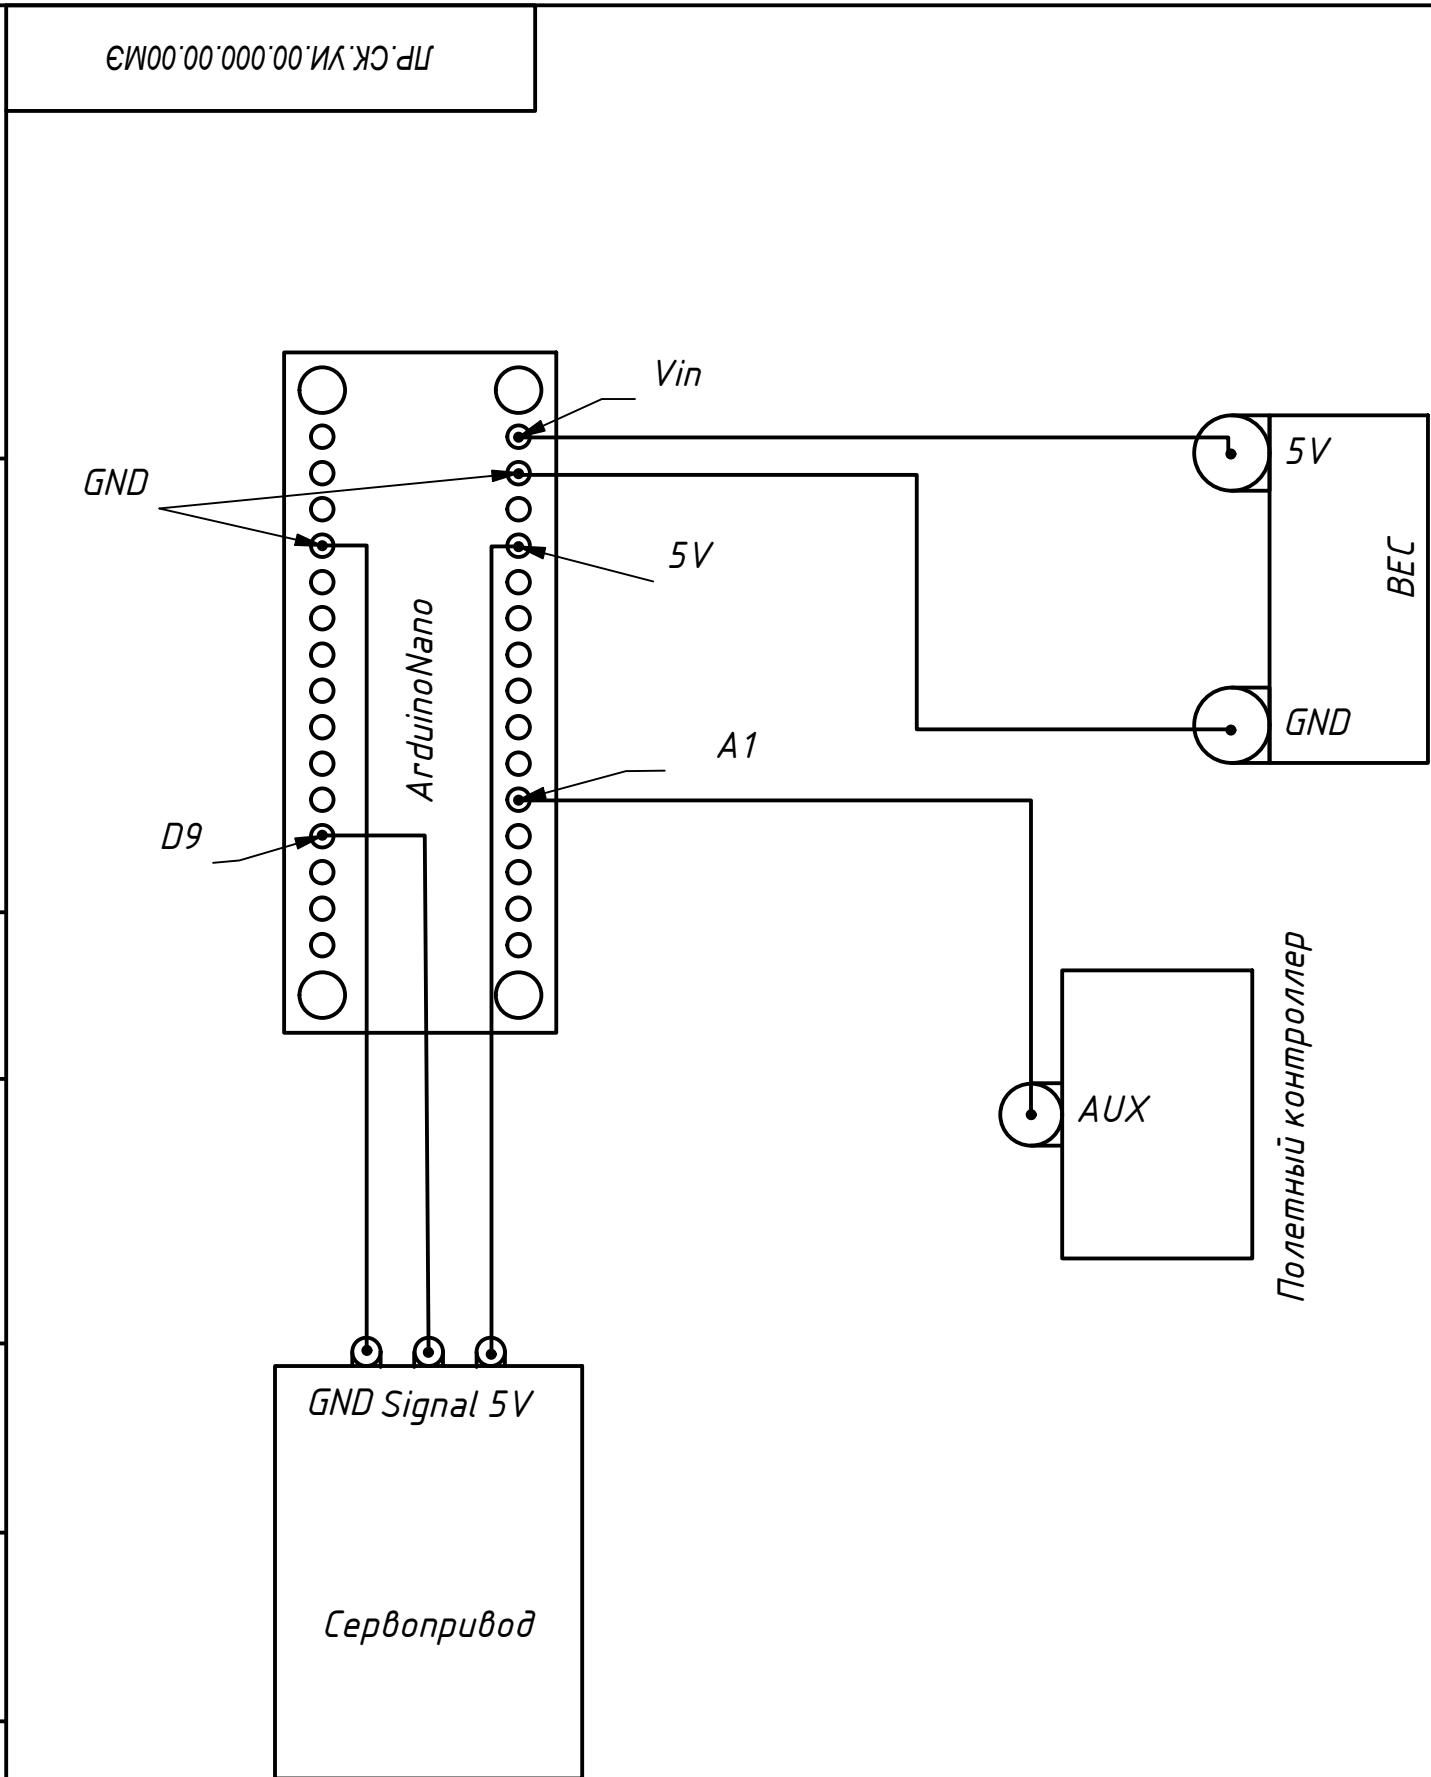 ЛР.СК.УИ.00.000.00.00МЭ
Vin
GND
5V
5V
BEC
ArduinoNano
GND
A1
D9
Полетный контроллер
AUX
GND Signal 5V
Сервопривод